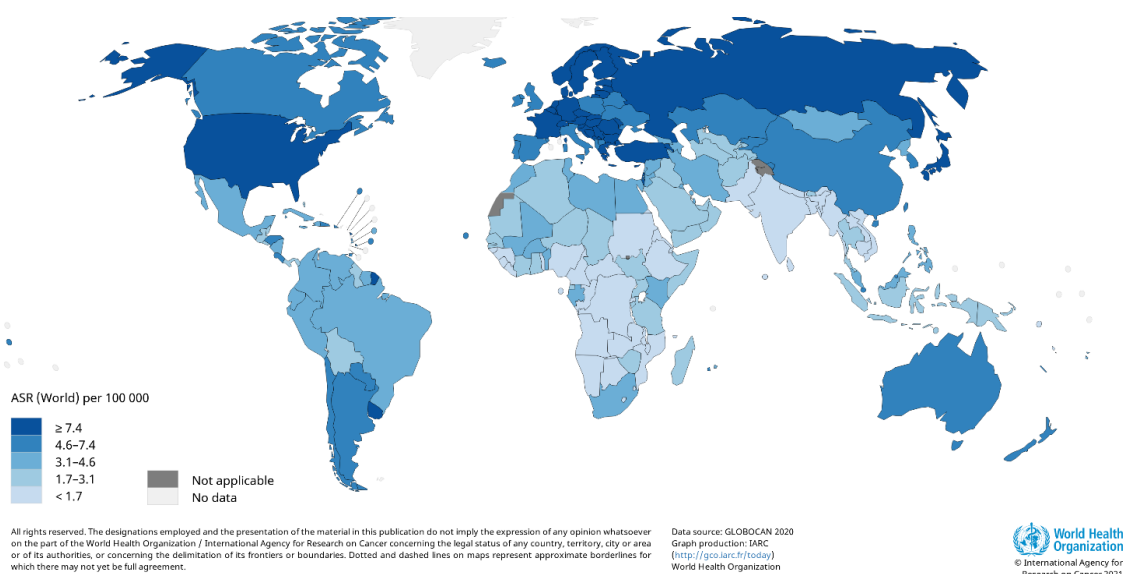 ASR (World) per 100 000
≥ 7.4
4.6–7.4
3.1–4.6
1.7–3.1
< 1.7
Not applicable
No data
All rights reserved. The designations employed and the presentation of the material in this publication do not imply the expression of any opinion whatsoever
on the part of the World Health Organization / International Agency for Research on Cancer concerning the legal status of any country, territory, city or area
or of its authorities, or concerning the delimitation of its frontiers or boundaries. Dotted and dashed lines on maps represent approximate borderlines for
which there may not yet be full agreement.
Data source: GLOBOCAN 2020
Graph production: IARC
(http://gco.iarc.fr/today)
World Health Organization
World Health
Organization
© International Agency for
Research on Cancer 2021